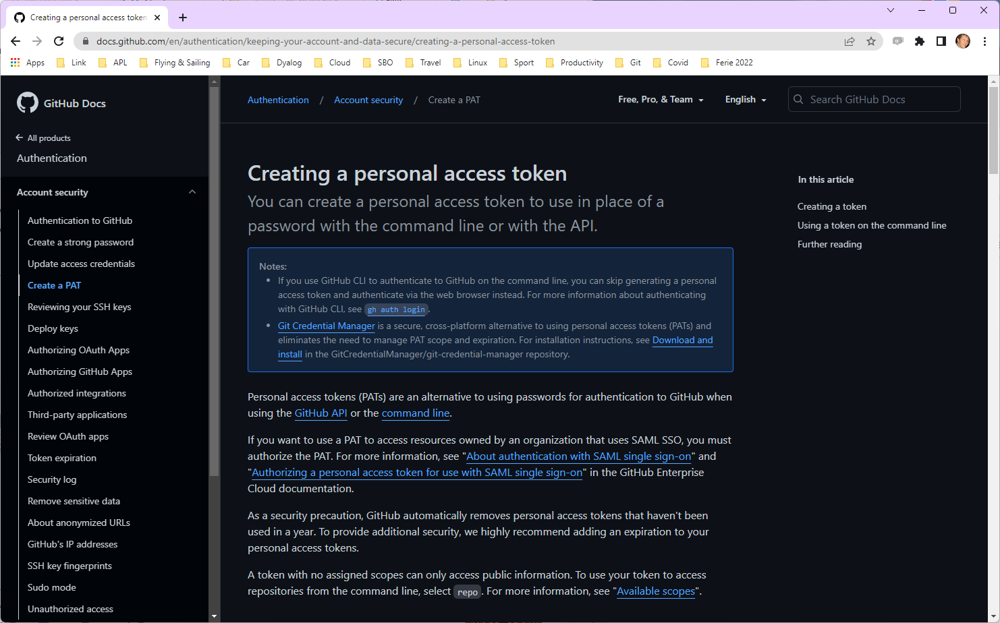 Creating a personal access token
docs.github.com/en/authentication/keeping-your-account-and-data-secure/creating-a-personal-access-token
Apps Link APL Flying & Sailing Car Dyalog Cloud SBO Travel Linux Sport Productivity Git Covid Ferie 2022
GitHub Docs
All products
Authentication
Account security
Authentication to GitHub
Create a strong password
Update access credentials
Create a PAT
Reviewing your SSH keys
Deploy keys
Authorizing OAuth Apps
Authorizing GitHub Apps
Authorized integrations
Third-party applications
Review OAuth apps
Token expiration
Security log
Remove sensitive data
About anonymized URLs
GitHub's IP addresses
SSH key fingerprints
Sudo mode
Unauthorized access
Authentication / Account security / Create a PAT
Free, Pro, & Team English Search GitHub Docs
Creating a personal access token
You can create a personal access token to use in place of a
password with the command line or with the API.
Notes:
• If you use GitHub CLI to authenticate to GitHub on the command line, you can skip generating a personal
access token and authenticate via the web browser instead. For more information about authenticating
with GitHub CLI, see gh auth login.
• Git Credential Manager is a secure, cross-platform alternative to using personal access tokens (PATs) and
eliminates the need to manage PAT scope and expiration. For installation instructions, see Download and
install in the GitCredentialManager/git-credential-manager repository.
Personal access tokens (PATs) are an alternative to using passwords for authentication to GitHub when
using the GitHub API or the command line.
If you want to use a PAT to access resources owned by an organization that uses SAML SSO, you must
authorize the PAT. For more information, see "About authentication with SAML single sign-on" and
"Authorizing a personal access token for use with SAML single sign-on" in the GitHub Enterprise
Cloud documentation.
As a security precaution, GitHub automatically removes personal access tokens that haven't been
used in a year. To provide additional security, we highly recommend adding an expiration to your
personal access tokens.
A token with no assigned scopes can only access public information. To use your token to access
repositories from the command line, select repo. For more information, see "Available scopes".
In this article
Creating a token
Using a token on the command line
Further reading